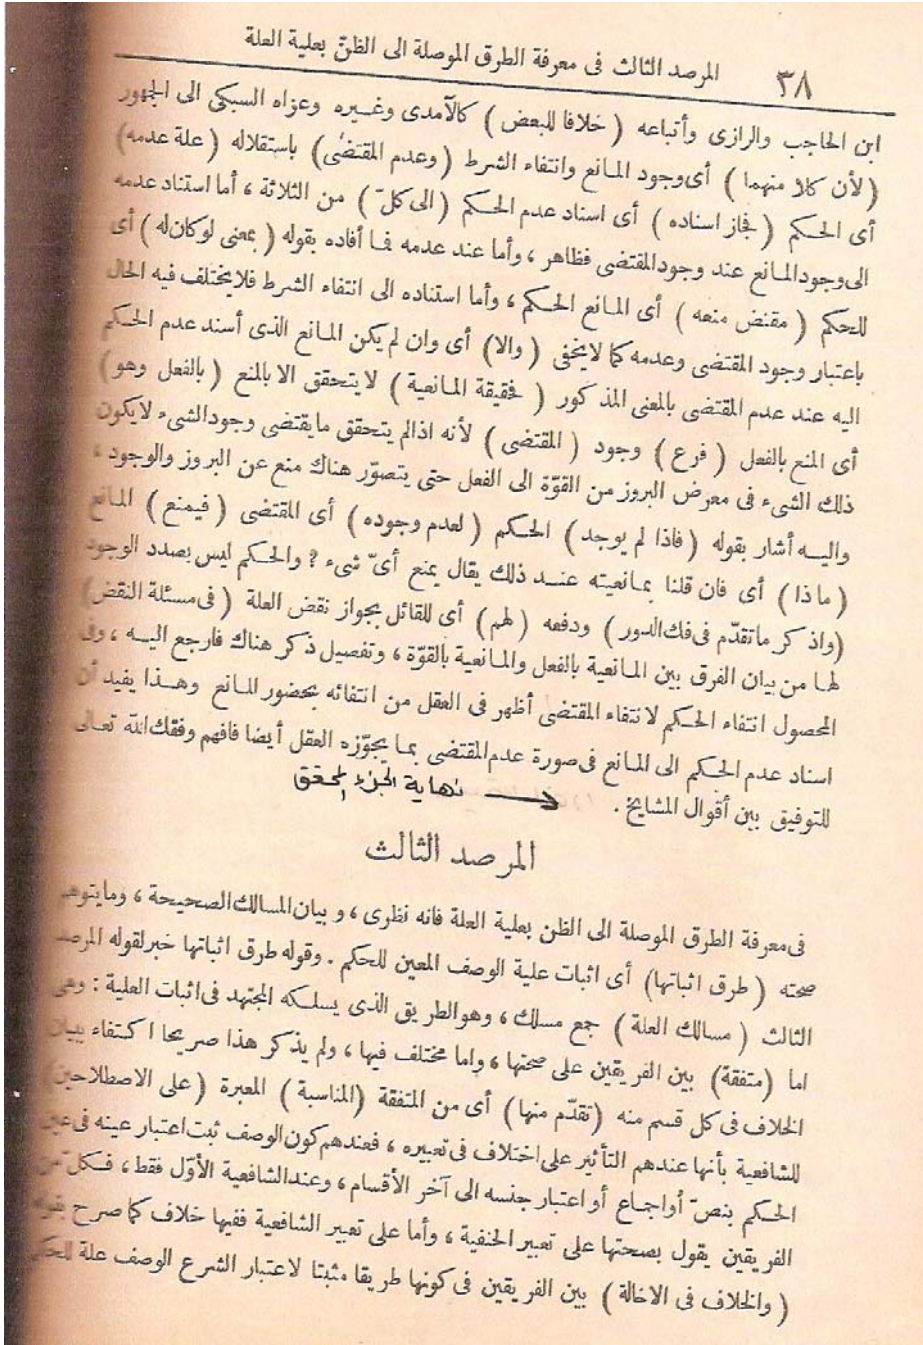 ٣٨ المرصد الثالث فى معرفة الطرق الموصلة الى الظنّ بعلية العلة
ابن الحاجب والرازى وأتباعه ( خلافا للبعض ) كالآمدى وغيره وعزاه السبكى الى الجهور
( لأن كلا منهما ) أى وجود المانع وانتفاء الشرط ( وعدم المقتضى ) باستقلاله ( علة عدمه )
أى الحكم ( فجاز اسناده ) أى اسناد عدم الحكم ( الى كلّ ) من الثلاثة ، أما استناد عدمه
الى وجود المانع عند وجود المقتضى فظاهر ، وأما عند عدمه فما أفاده بقوله ( بمعنى لو كان له ) أى
للحكم ( مقتض منعه ) أى المانع الحكم ، وأما استناده الى انتفاء الشرط فلا يختلف فيه الحال
باعتبار وجود المقتضى وعدمه كما لا يخفى ( والا ) أى وان لم يكن المانع الذى أسند عدم الحكم
اليه عند عدم المقتضى بالمعنى المذكور ( فحقيقة المانعية ) لا يتحقق الا بالمنع ( بالفعل وهو )
أى المنع بالفعل ( فرع ) وجود ( المقتضى ) لأنه اذا لم يتحقق ما يقتضى وجود الشىء لا يكون
ذلك الشىء فى معرض البروز من القوّة الى الفعل حتى يتصوّر هناك منع عن البروز والوجود ،
واليه أشار بقوله ( فاذا لم يوجد ) الحكم ( لعدم وجوده ) أى المقتضى ( فيمنع ) المانع
( ماذا ) أى فان قلنا بمانعيته عند ذلك يقال يمنع أىّ شىء ? والحكم ليس بصدد الوجود
( واذكر ما تقدّم فى فك الدور ) ودفعه ( لهم ) أى للقائل بجواز نقض العلة ( فى مسئلة النقض )
لها من بيان الفرق بين المانعية بالفعل والمانعية بالقوّة ، وتفصيل ذكر هناك فارجع اليه ، وفى
المحصول انتفاء الحكم لانتفاء المقتضى أظهر فى العقل من انتفائه بحضور المانع وهذا يفيد أن
اسناد عدم الحكم الى المانع فى صورة عدم المقتضى بما يجوّزه العقل أيضا فافهم وفقك الله تعالى
للتوفيق بين أقوال المشايخ . نهاية الجزء المحقق
المرصد الثالث
فى معرفة الطرق الموصلة الى الظن بعلية العلة فانه نظرى ، و بيان المسالك الصحيحة ، وما يتوهم
صحته ( طرق اثباتها ) أى اثبات علية الوصف المعين للحكم . وقوله طرق اثباتها خبر لقوله المرصد
الثالث ( مسالك العلة ) جمع مسلك ، وهو الطريق الذى يسلكه المجتهد فى اثبات العلية : وهى
اما ( متفقة ) بين الفريقين على صحتها ، واما مختلف فيها ، ولم يذكر هذا صريحا اكتفاء ببيان
الخلاف فى كل قسم منه ( تقدّم منها ) أى من المتفقة ( المناسبة ) المعبرة ( على الاصطلاحين )
للشافعية بأنها عندهم التأثير على اختلاف فى تعبيره ، فعندهم كون الوصف ثبت اعتبار عينه فى عين
الحكم بنصّ أو اجماع أو اعتبار جنسه الى آخر الأقسام ، وعند الشافعية الأوّل فقط ، فكلّ من
الفريقين يقول بصحتها على تعبير الحنفية ، وأما على تعبير الشافعية ففيها خلاف كما صرح بقوله
( والخلاف فى الاخالة ) بين الفريقين فى كونها طريقا مثبتا لاعتبار الشرع الوصف علة للحكم